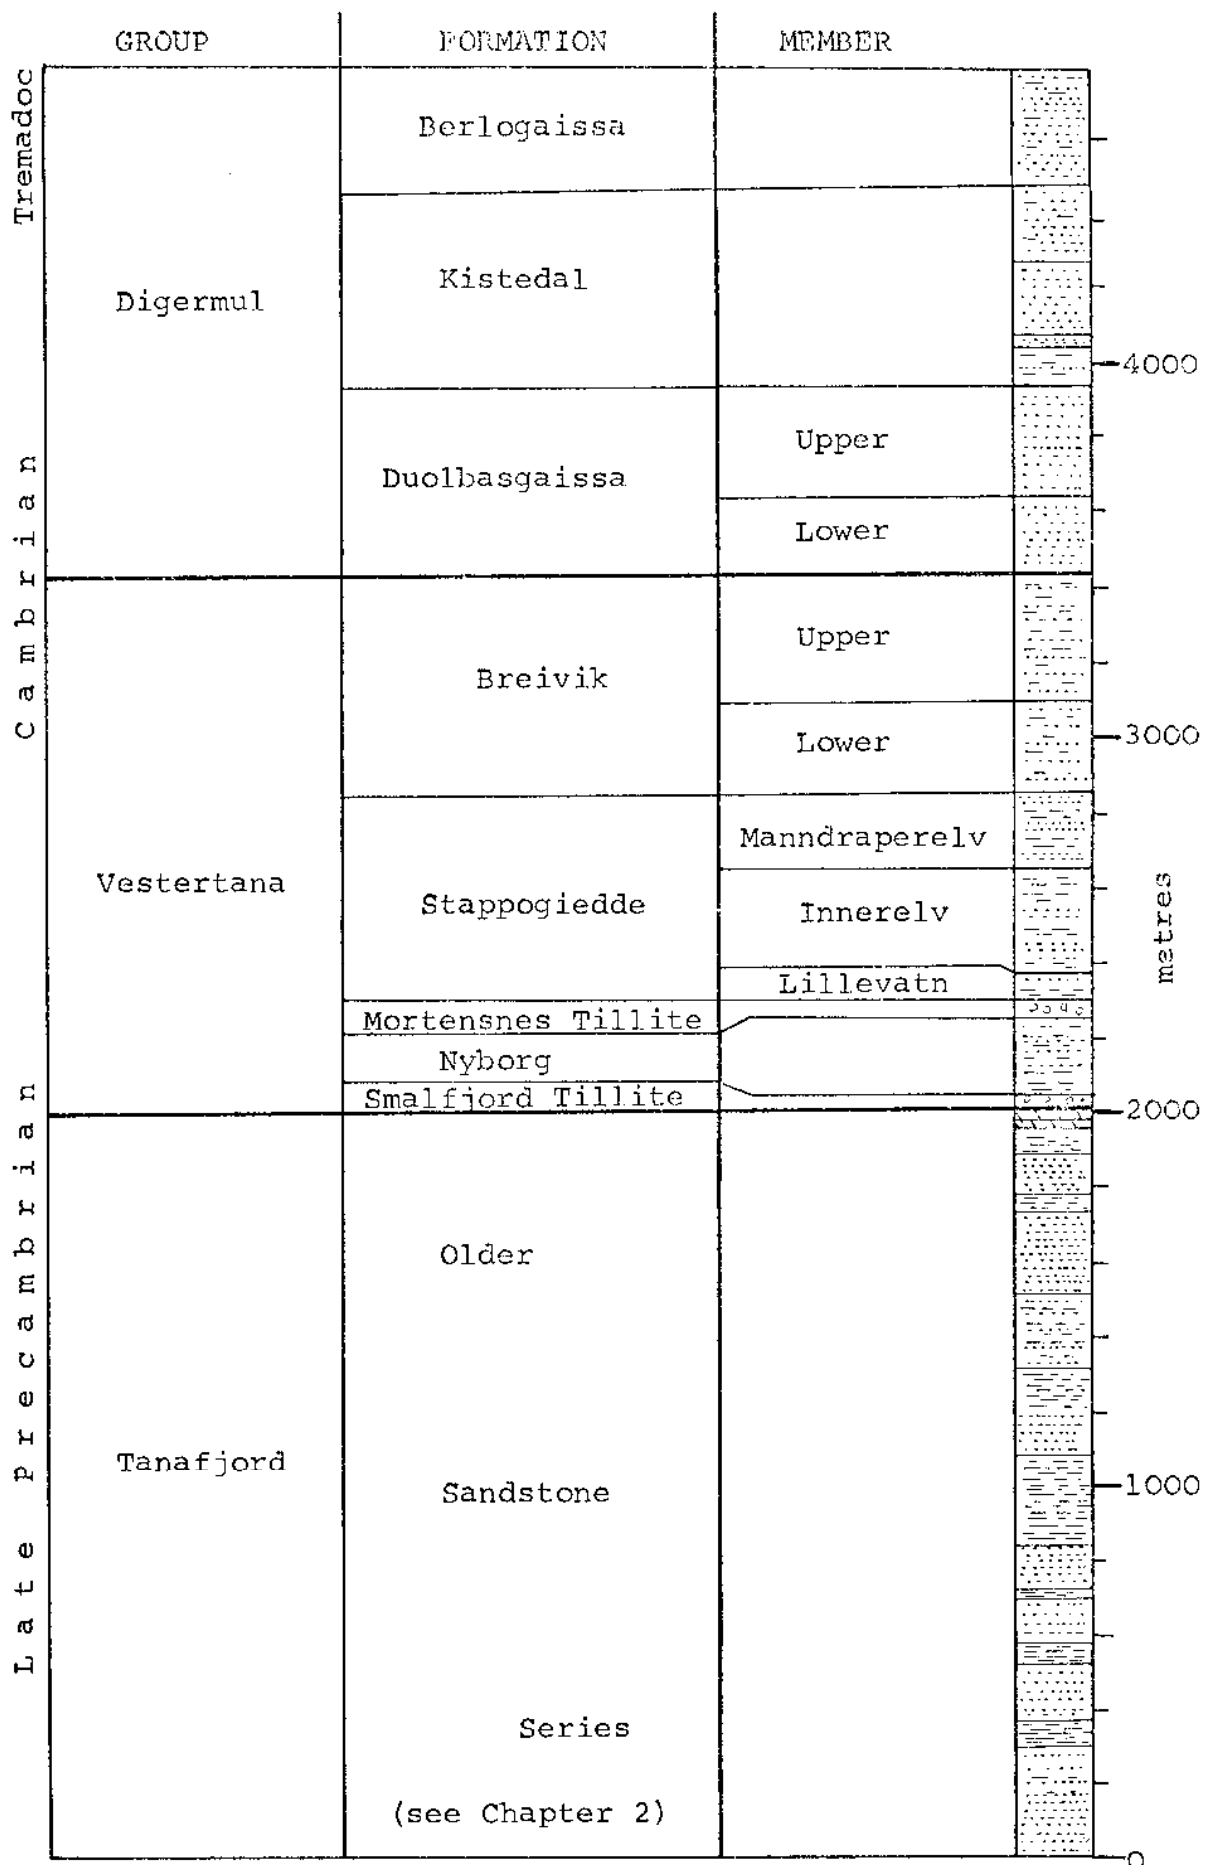 GROUP FORMATION MEMBER
Tremadoc
Cambrian
Late Precambrian
Berlogaissa
Kistedal
Digermul
4000
Upper
Duolbasgaissa
Lower
Upper
Breivik
Lower
3000
Manndraperelv
Vestertana
Stappogiedde
Innerelv
metres
Lillevatn
Mortensnes Tillite
Nyborg
Smalfjord Tillite
2000
Older
Tanafjord
Sandstone
1000
Series
(see Chapter 2)
0